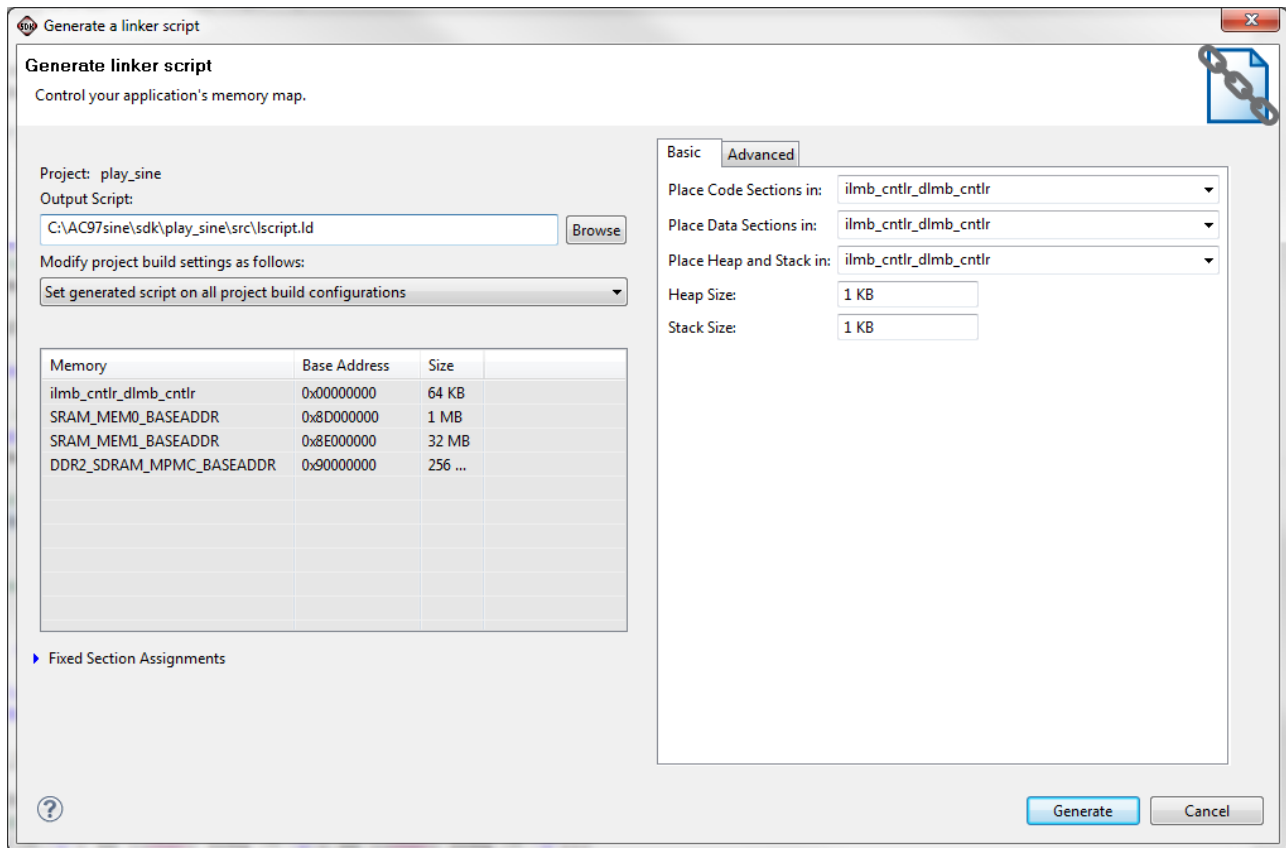 SDK
Generate a linker script
Generate linker script
Control your application's memory map.
Project: play_sine
Output Script:
C:\AC97sine\sdk\play_sine\src\lscript.ld
Browse
Modify project build settings as follows:
Set generated script on all project build configurations
Memory Base Address Size
ilmb_cntlr_dlmb_cntlr 0x00000000 64 KB
SRAM_MEM0_BASEADDR 0x8D000000 1 MB
SRAM_MEM1_BASEADDR 0x8E000000 32 MB
DDR2_SDRAM_MPMC_BASEADDR 0x90000000 256 ...
Fixed Section Assignments
Basic Advanced
Place Code Sections in: ilmb_cntlr_dlmb_cntlr
Place Data Sections in: ilmb_cntlr_dlmb_cntlr
Place Heap and Stack in: ilmb_cntlr_dlmb_cntlr
Heap Size: 1 KB
Stack Size: 1 KB
?
Generate Cancel